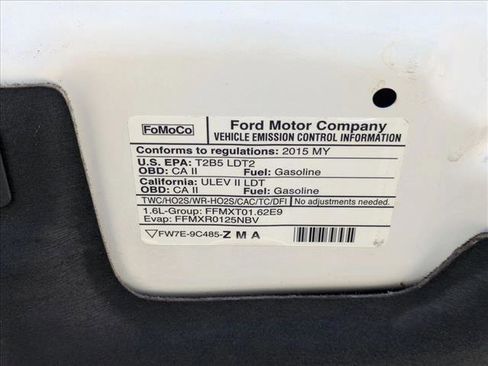 FoMoCo
Ford Motor Company
VEHICLE EMISSION CONTROL INFORMATION
Conforms to regulations: 2015 MY
U.S. EPA: T2B5 LDT2
OBD: CA II Fuel: Gasoline
California: ULEV II LDT
OBD: CA II Fuel: Gasoline
TWC/HO2S/WR-HO2S/CAC/TC/DFI No adjustments needed.
1.6L-Group: FFMXT01.62E9
Evap: FFMXR0125NBV
FW7E-9C485-ZMA